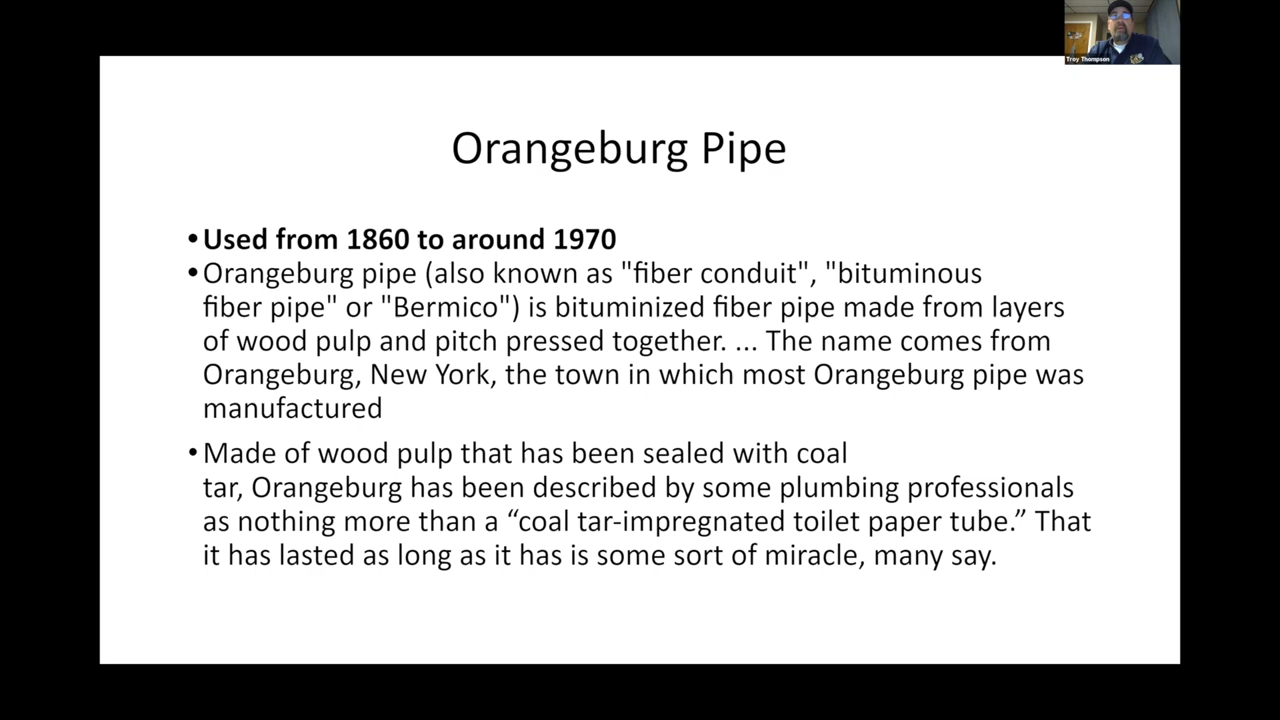 Troy Thompson
Orangeburg Pipe
•Used from 1860 to around 1970
•Orangeburg pipe (also known as "fiber conduit", "bituminous
fiber pipe" or "Bermico") is bituminized fiber pipe made from layers
of wood pulp and pitch pressed together. ... The name comes from
Orangeburg, New York, the town in which most Orangeburg pipe was
manufactured
•Made of wood pulp that has been sealed with coal
tar, Orangeburg has been described by some plumbing professionals
as nothing more than a “coal tar-impregnated toilet paper tube.” That
it has lasted as long as it has is some sort of miracle, many say.